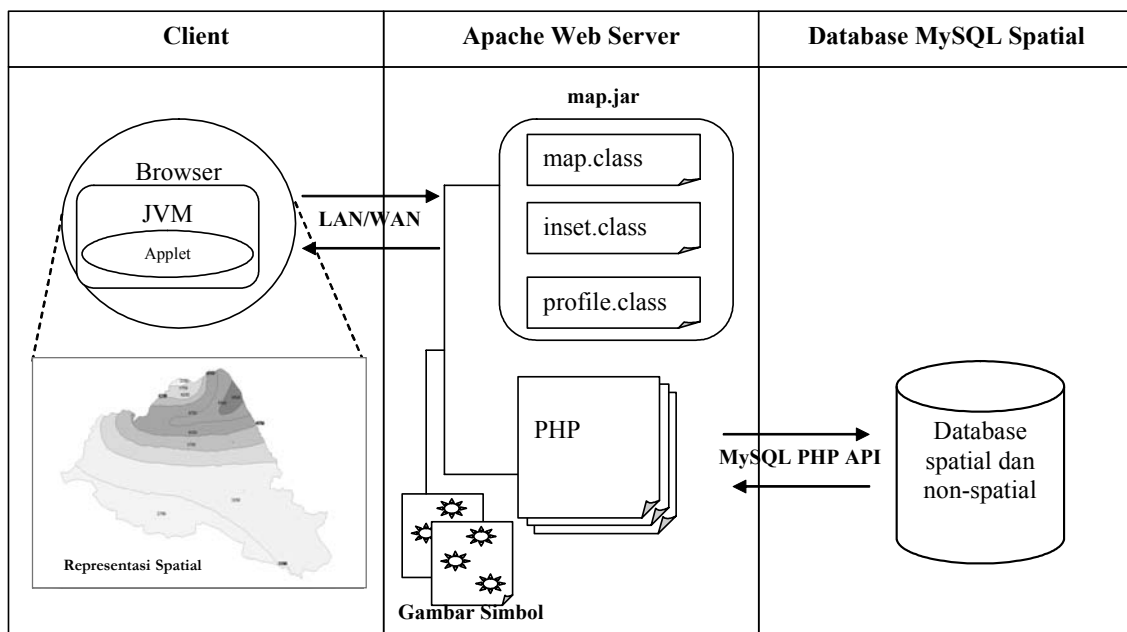 Client
Apache Web Server
Database MySQL Spatial
Browser
JVM
Applet
LAN/WAN
Representasi Spatial
map.jar
map.class
inset.class
profile.class
PHP
Gambar Simbol
MySQL PHP API
Database
spatial dan
non-spatial